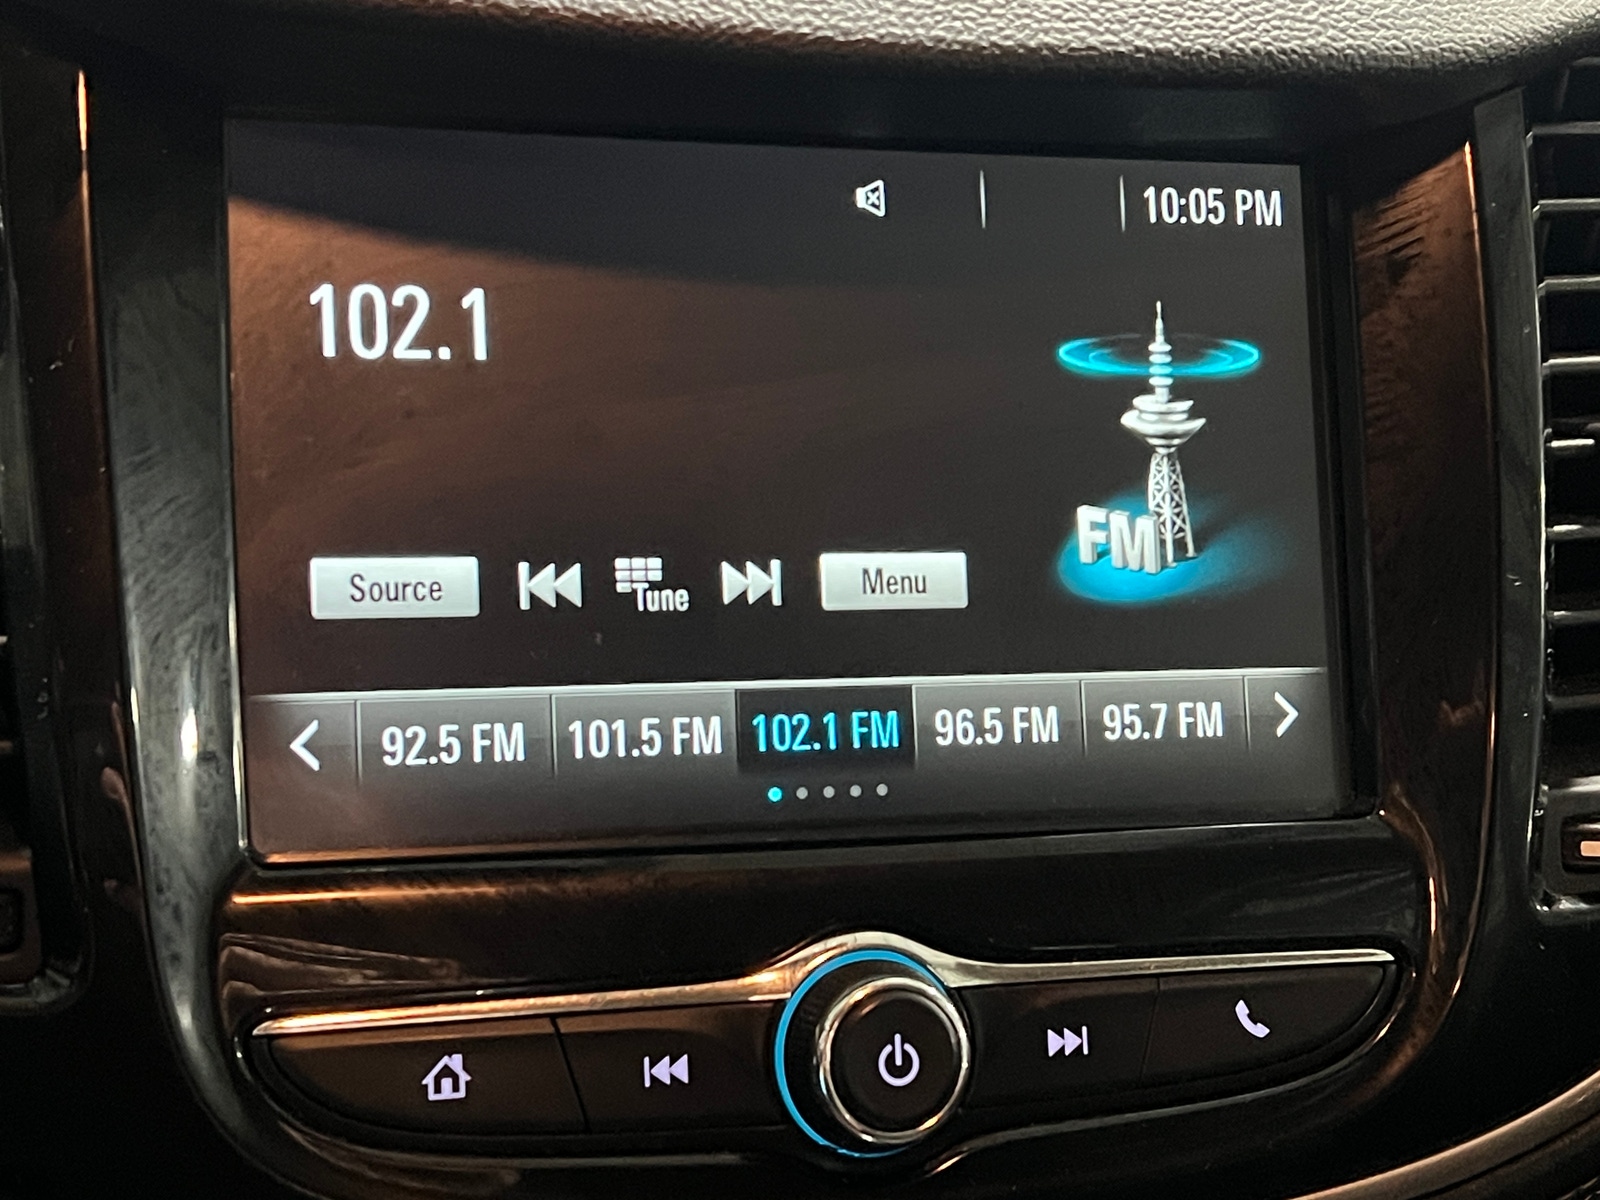 10:05 PM
102.1
FM
Source
Tune
Menu
92.5 FM
101.5 FM
102.1 FM
96.5 FM
95.7 FM